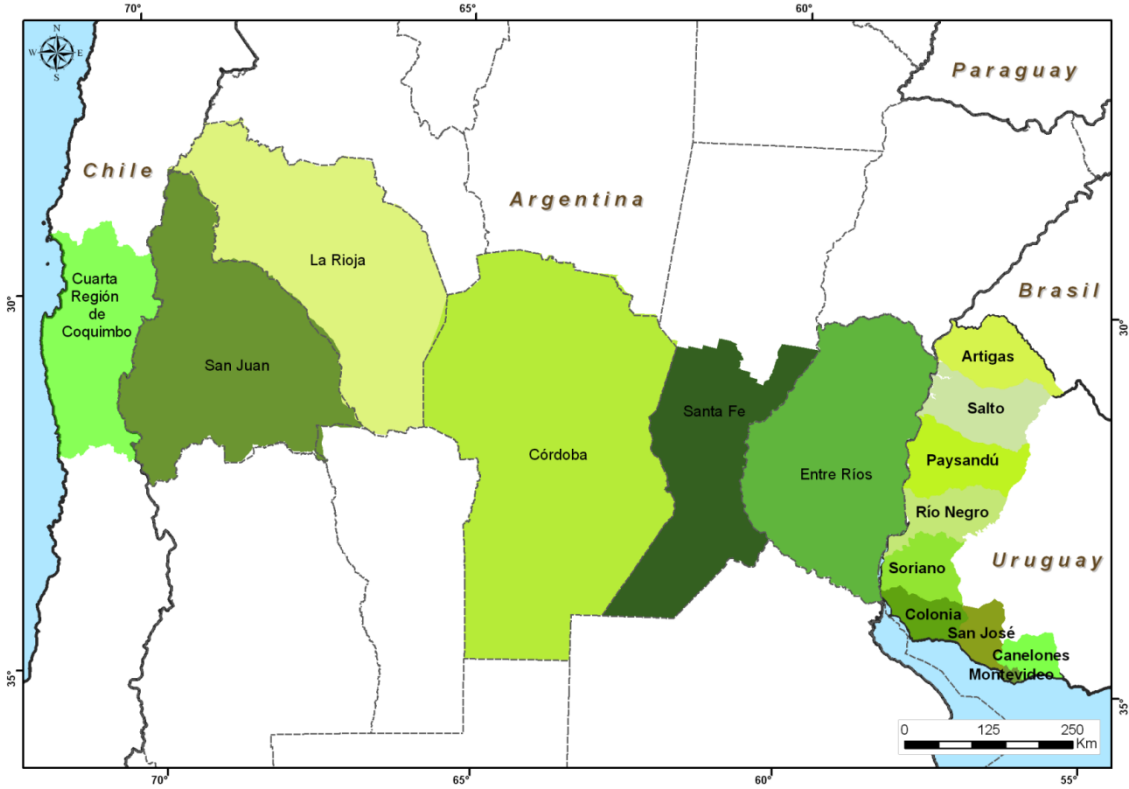 70°
65°
60°
N
W
E
S
Paraguay
Chile
Argentina
La Rioja
Cuarta
Región
de
Coquimbo
30°
Brasil
30°
Artigas
San Juan
Salto
Santa Fe
Córdoba
Paysandú
Entre Ríos
Río Negro
Uruguay
Soriano
Colonia
San José
Canelones
Montevideo
35°
35°
0 125 250
Km
70°
65°
60°
55°